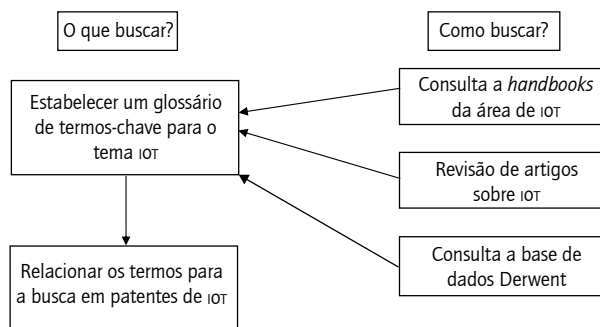 O que buscar?
Estabelecer um glossário
de termos-chave para o
tema IOT
Relacionar os termos para
a busca em patentes de IOT
Como buscar?
Consulta a handbooks
da área de IOT
Revisão de artigos
sobre IOT
Consulta a base de
dados Derwent